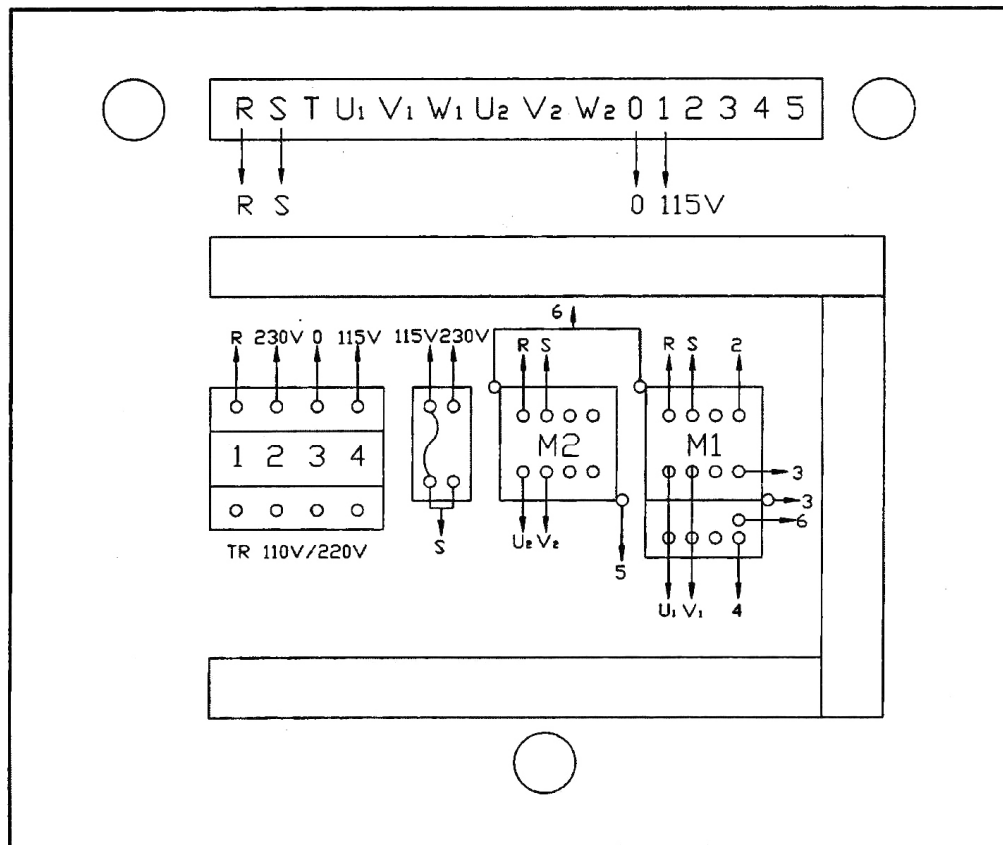 R S T U1 V1 W1 U2 V2 W2 0 1 2 3 4 5
R S 0 115V
6
R 230V 0 115V 115V 230V R S R S 2
1 2 3 4 M2 M1
3
3
6
TR 110V/220V S U2 V2
5
U1 V1 4